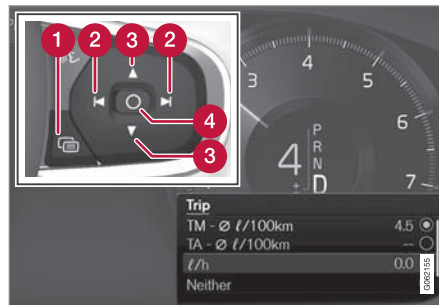 1
2
3
2
4
3
3
4
5
6
7
P
R
N
D
4
+
Trip
TM - Ø ℓ/100km 4.5
TA - Ø ℓ/100km --
ℓ/h 0.0
Neither
G062155